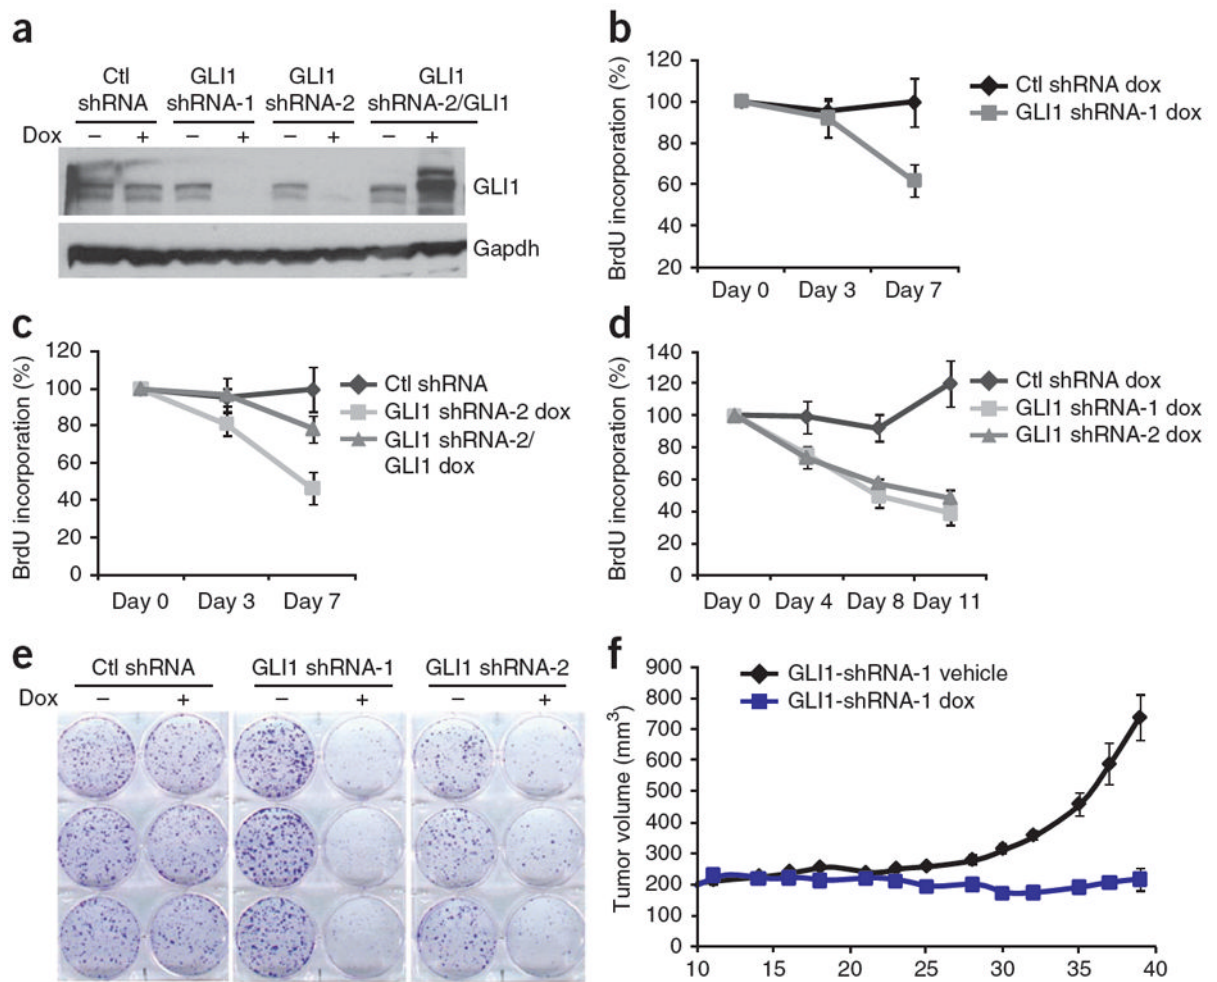 a
Ctl
shRNA
GLI1
shRNA-1
GLI1
shRNA-2
GLI1
shRNA-2/GLI1
Dox – + – + – + – +
GLI1
Gapdh
b
BrdU incorporation (%)
120
100
80
60
40
20
Day 0 Day 3 Day 7
Ctl shRNA dox
GLI1 shRNA-1 dox
c
BrdU incorporation (%)
120
100
80
60
40
20
0
Day 0 Day 3 Day 7
Ctl shRNA
GLI1 shRNA-2 dox
GLI1 shRNA-2/
GLI1 dox
d
BrdU incorporation (%)
140
120
100
80
60
40
20
0
Day 0 Day 4 Day 8 Day 11
Ctl shRNA dox
GLI1 shRNA-1 dox
GLI1 shRNA-2 dox
e
Ctl shRNA GLI1 shRNA-1 GLI1 shRNA-2
Dox – + – + – +
f
Tumor volume (mm³)
900
800
700
600
500
400
300
200
100
0
10 15 20 25 30 35 40
GLI1-shRNA-1 vehicle
GLI1-shRNA-1 dox